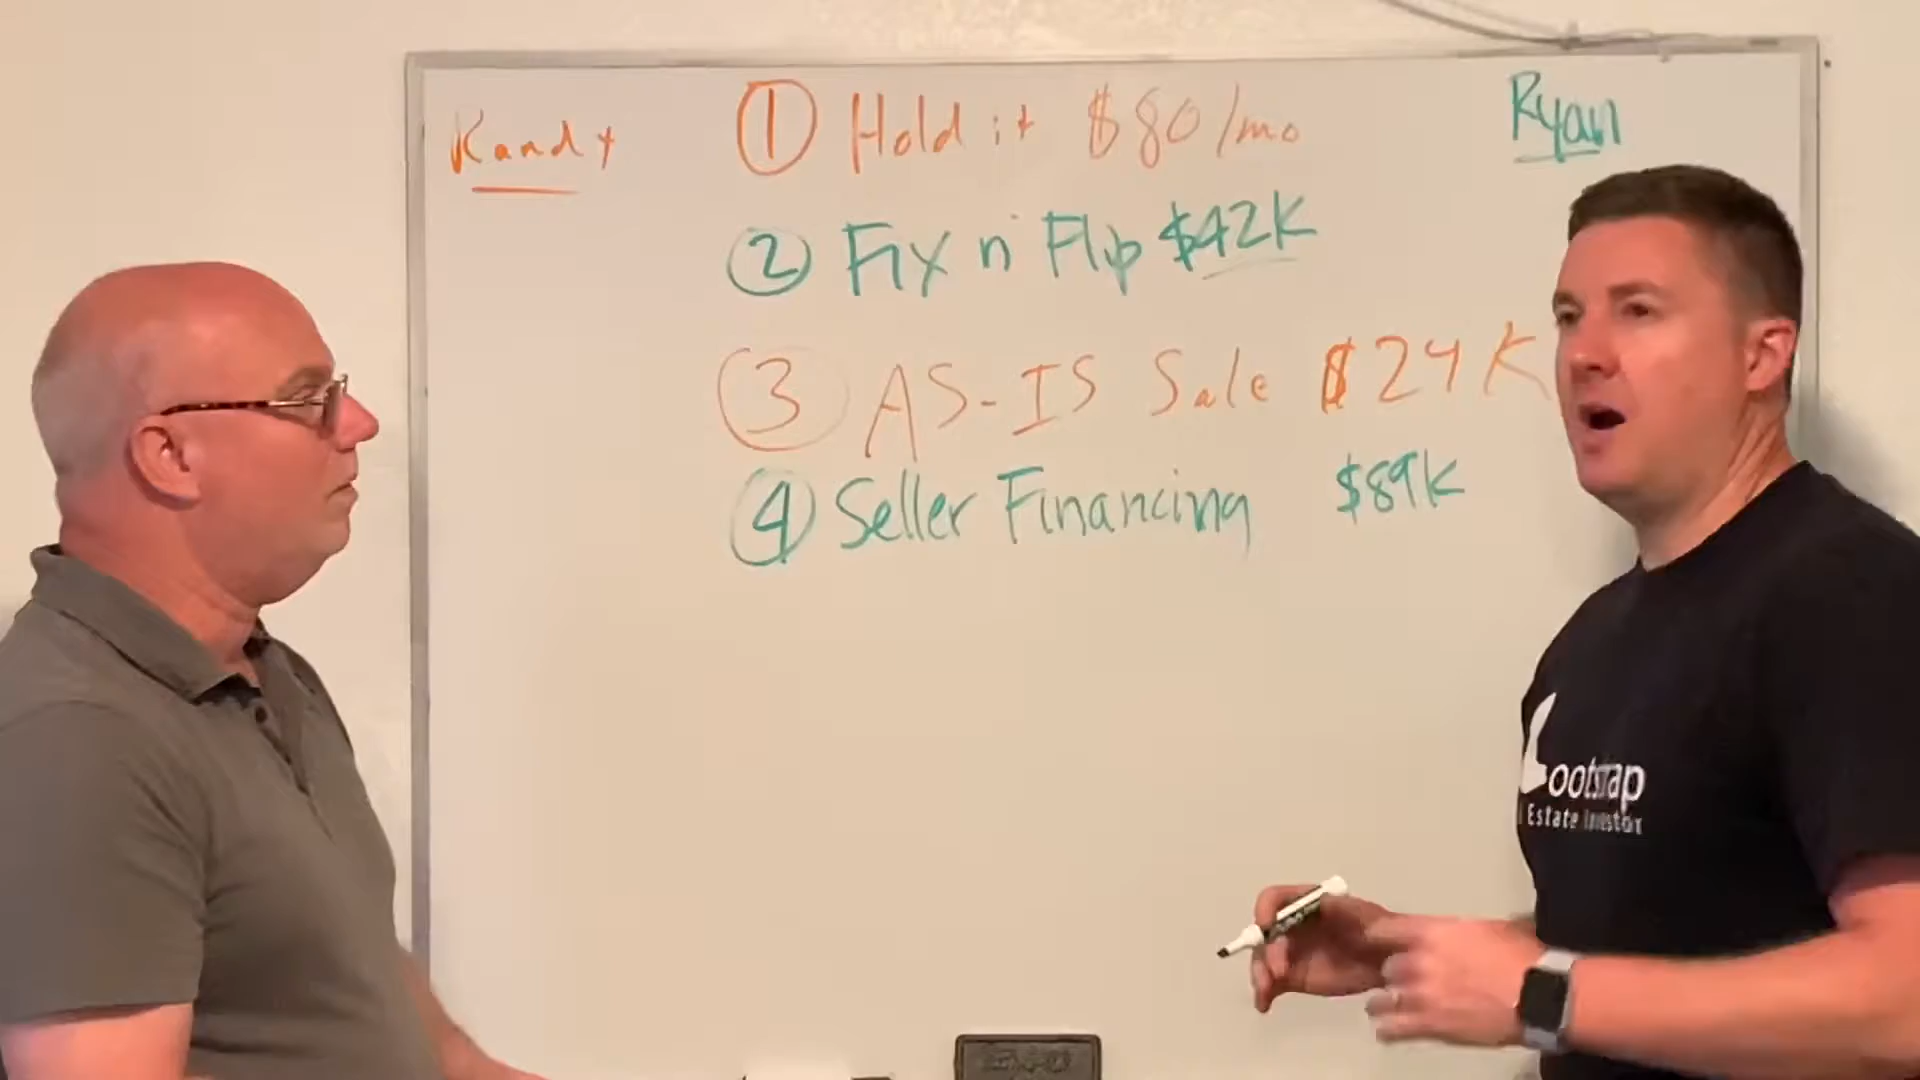 Randy
① Hold it $80/mo
Ryan
② Fix n' Flip $42K
③ AS-IS Sale $24K
④ Seller Financing $89K
ootstrap
Estate Investor